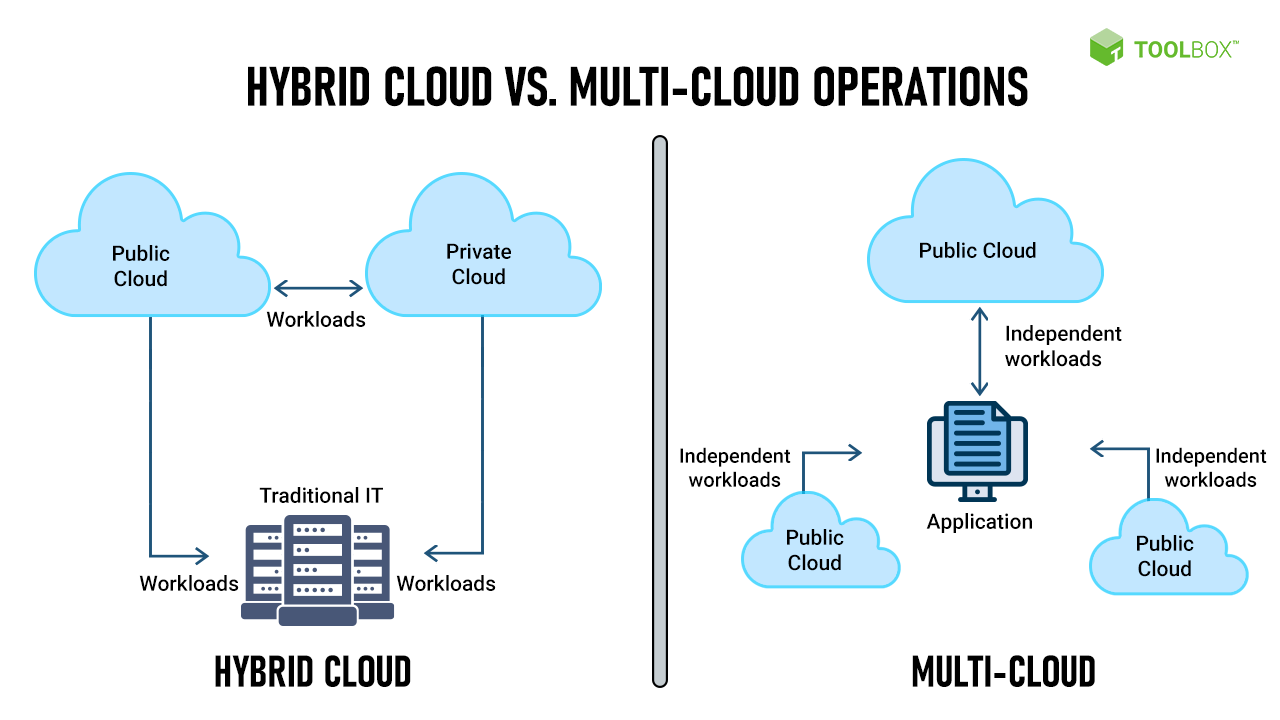 TOOLBOX™
HYBRID CLOUD VS. MULTI-CLOUD OPERATIONS
Public
Cloud
Private
Cloud
Workloads
Traditional IT
Workloads
Workloads
HYBRID CLOUD
Public Cloud
Independent
workloads
Independent
workloads
Independent
workloads
Application
Public
Cloud
Public
Cloud
MULTI-CLOUD